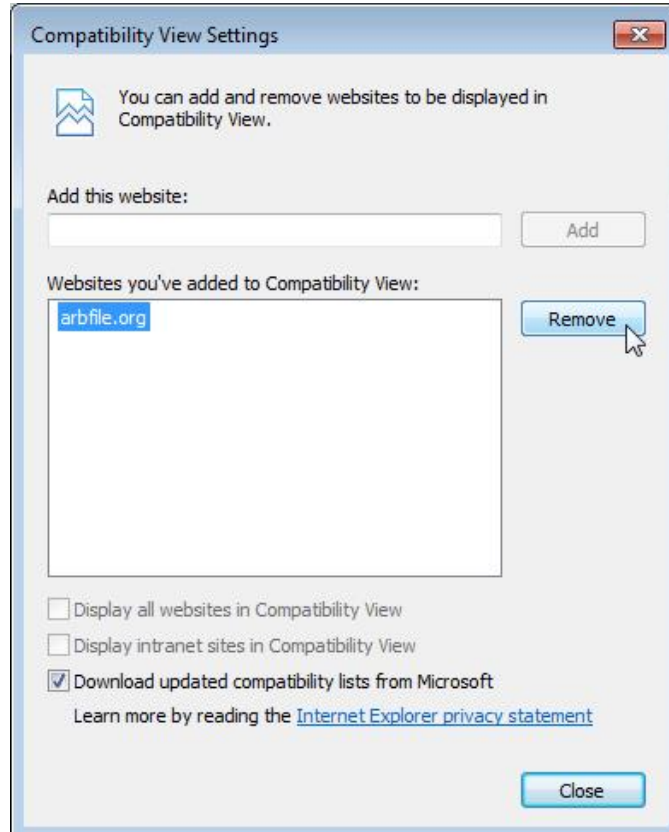 Compatibility View Settings
You can add and remove websites to be displayed in
Compatibility View.
Add this website:
Add
Websites you've added to Compatibility View:
arbfile.org
Remove
Display all websites in Compatibility View
Display intranet sites in Compatibility View
Download updated compatibility lists from Microsoft
Learn more by reading the Internet Explorer privacy statement
Close